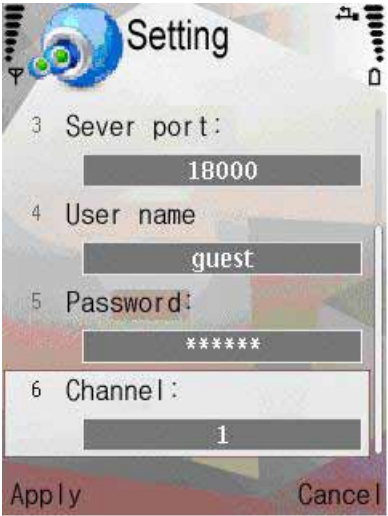 Setting
3 Sever port:
18000
4 User name
guest
5 Password:
******
6 Channel:
1
Apply Cancel